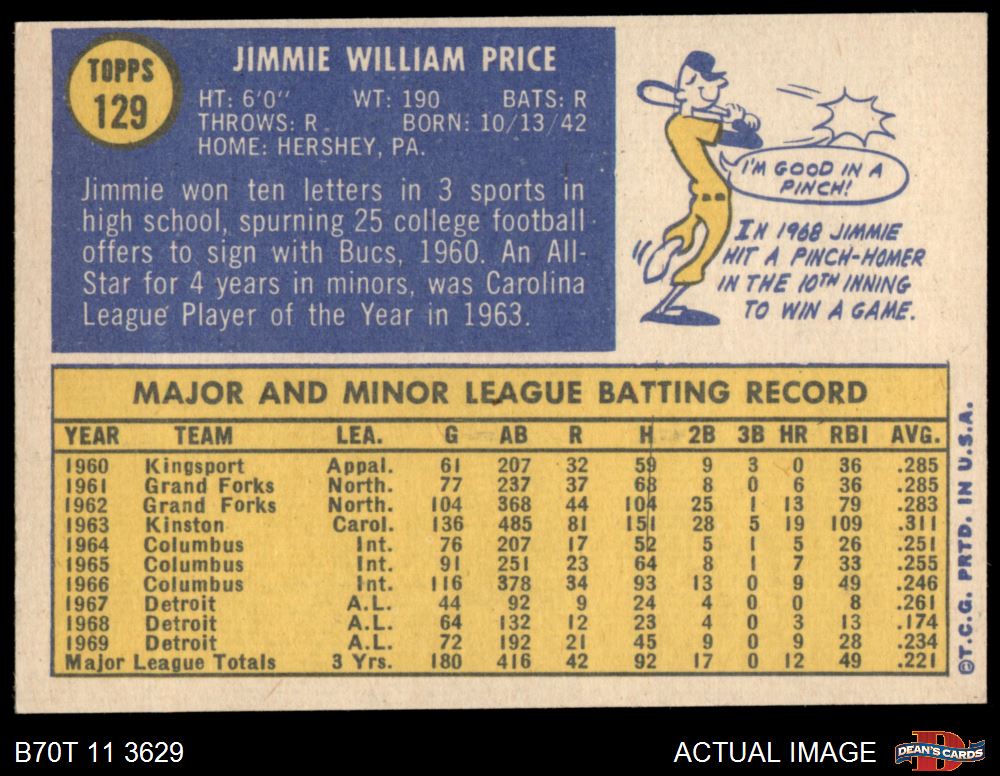 TOPPS
129
JIMMIE WILLIAM PRICE
HT: 6'0" WT: 190 BATS: R
THROWS: R BORN: 10/13/42
HOME: HERSHEY, PA.
Jimmie won ten letters in 3 sports in
high school, spurning 25 college football
offers to sign with Bucs, 1960. An All-
Star for 4 years in minors, was Carolina
League Player of the Year in 1963.
I'M GOOD IN A
PINCH!
IN 1968 JIMMIE
HIT A PINCH-HOMER
IN THE 10TH INNING
TO WIN A GAME.
MAJOR AND MINOR LEAGUE BATTING RECORD
YEAR TEAM LEA. G AB R H 2B 3B HR RBI AVG.
1960 Kingsport Appal. 61 207 32 59 9 3 0 36 .285
1961 Grand Forks North. 77 237 37 68 8 0 6 36 .285
1962 Grand Forks North. 104 368 44 104 25 1 13 79 .283
1963 Kinston Carol. 136 485 81 151 28 5 19 109 .311
1964 Columbus Int. 76 207 17 52 5 1 5 26 .251
1965 Columbus Int. 91 251 23 64 8 1 7 33 .255
1966 Columbus Int. 116 378 34 93 13 0 9 49 .246
1967 Detroit A.L. 44 92 9 24 4 0 0 8 .261
1968 Detroit A.L. 64 132 12 23 4 0 3 13 .174
1969 Detroit A.L. 72 192 21 45 9 0 9 28 .234
Major League Totals 3 Yrs. 180 416 42 92 17 0 12 49 .221
©T.C.G. PRTD. IN U.S.A.
B70T 11 3629
ACTUAL IMAGE
D
DEAN'S CARDS